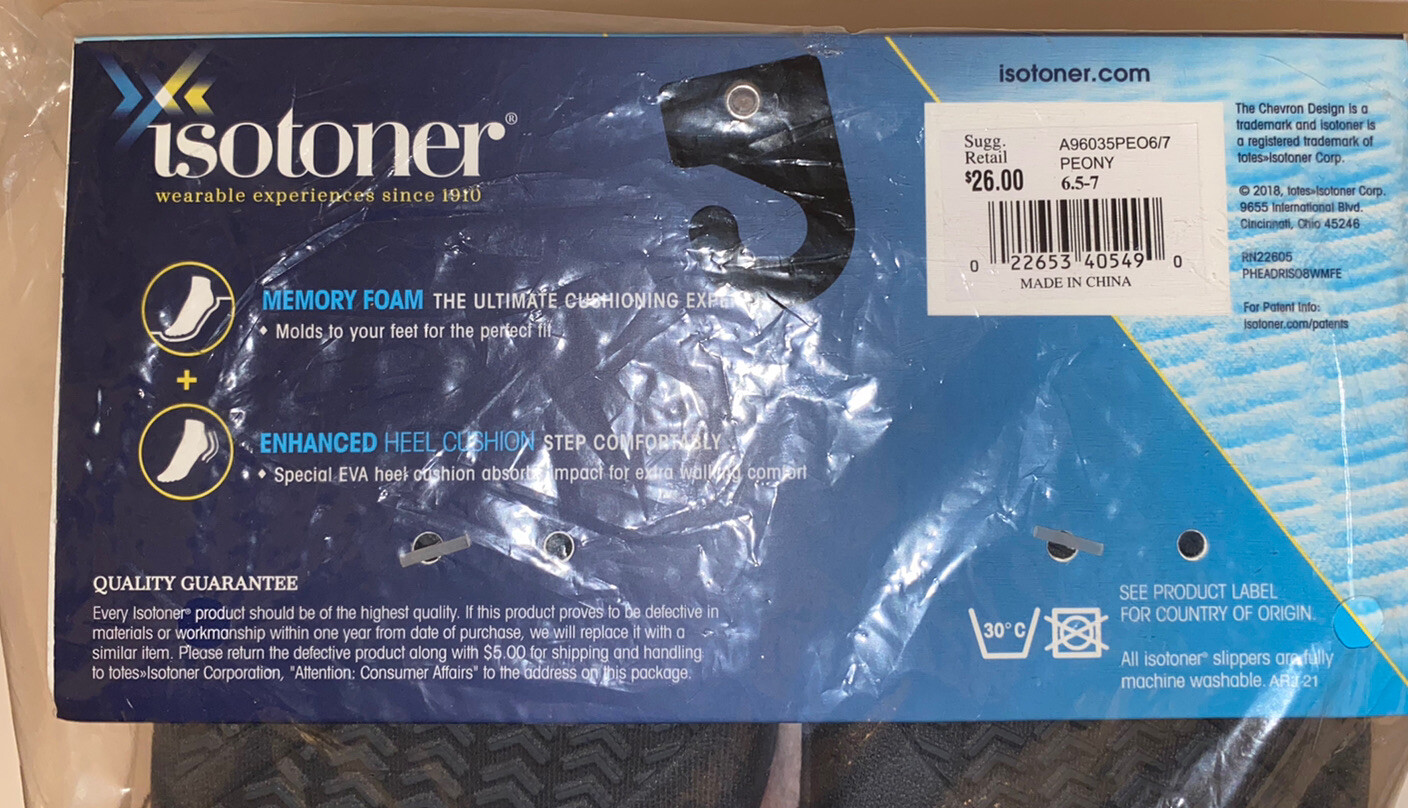 isotoner®
wearable experiences since 1910
MEMORY FOAM THE ULTIMATE CUSHIONING
• Molds to your feet for the perfect fit
+
ENHANCED HEEL CUSHION STEP COMFORTABLY
• Special EVA heel cushion absorbs impact for extra walking comfort
QUALITY GUARANTEE
Every Isotoner® product should be of the highest quality. If this product proves to be defective in
materials or workmanship within one year from date of purchase, we will replace it with a
similar item. Please return the defective product along with $5.00 for shipping and handling
to totes»Isotoner Corporation, "Attention: Consumer Affairs" to the address on this package.
isotoner.com
Sugg.
Retail
$26.00
A96035PEO6/7
PEONY
6.5-7
0 22653 40549 0
MADE IN CHINA
The Chevron Design is a
trademark and isotoner is
a registered trademark of
totes»Isotoner Corp.
© 2018, totes»Isotoner Corp.
9655 International Blvd.
Cincinnati, Ohio 45246
RN22605
PHEADRISO8WMFE
For Patent Info:
isotoner.com/patents
30°C
SEE PRODUCT LABEL
FOR COUNTRY OF ORIGIN.
All isotoner® slippers are fully
machine washable.